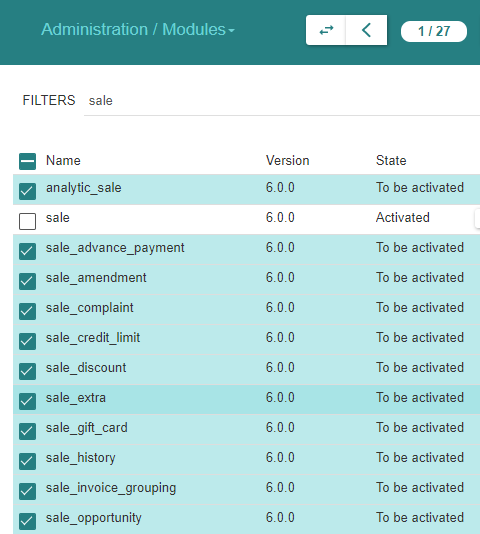 Administration / Modules
1 / 27
FILTERS sale
Name Version State
analytic_sale 6.0.0 To be activated
sale 6.0.0 Activated
sale_advance_payment 6.0.0 To be activated
sale_amendment 6.0.0 To be activated
sale_complaint 6.0.0 To be activated
sale_credit_limit 6.0.0 To be activated
sale_discount 6.0.0 To be activated
sale_extra 6.0.0 To be activated
sale_gift_card 6.0.0 To be activated
sale_history 6.0.0 To be activated
sale_invoice_grouping 6.0.0 To be activated
sale_opportunity 6.0.0 To be activated